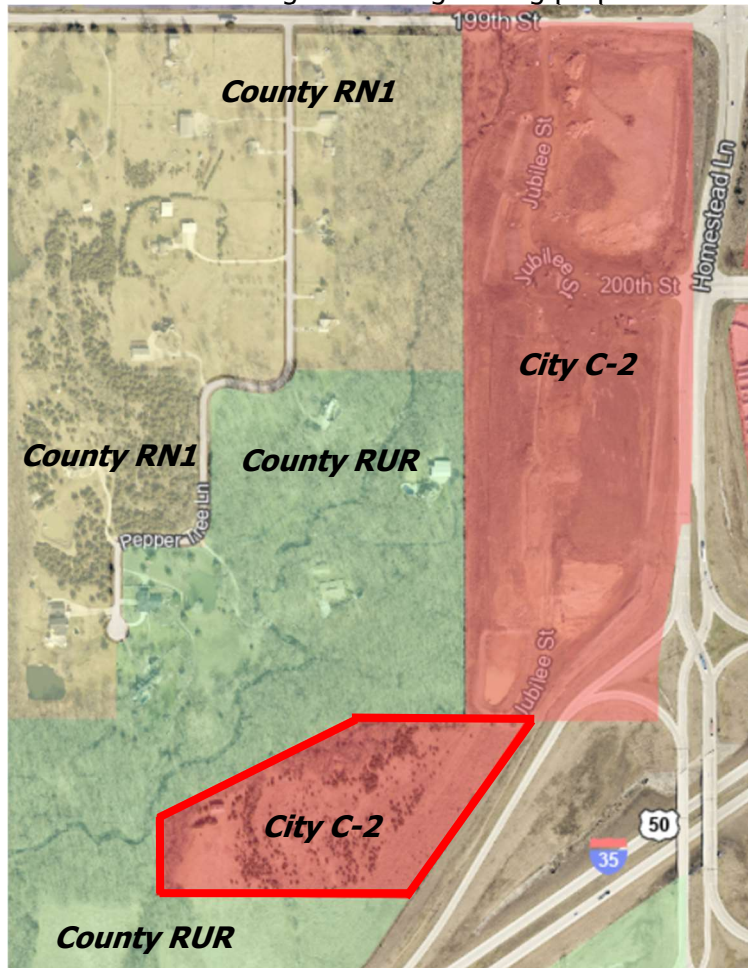 199th St
County RN1
Jubilee St
Homestead Ln
Jubilee St
200th St
City C-2
County RN1
County RUR
Pepper Tree Ln
Jubilee St
City C-2
50
35
County RUR